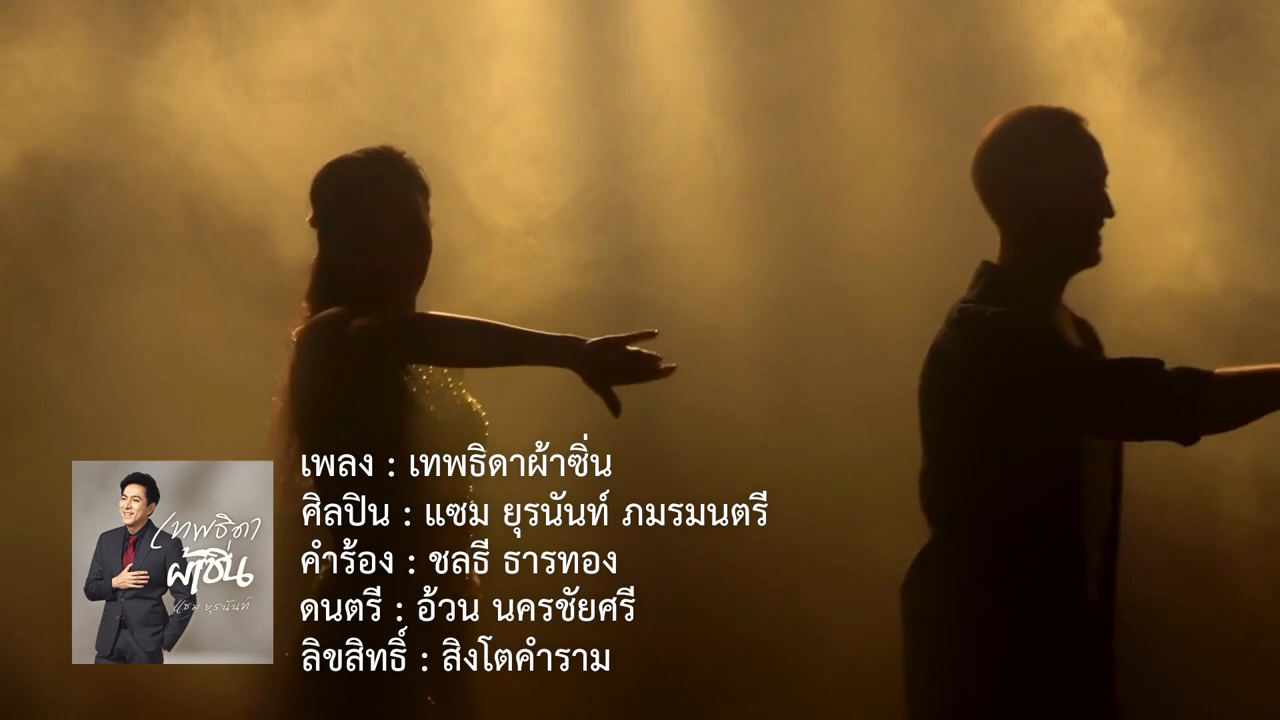 เพลง : เทพธิดาผ้าซิ่น
ศิลปิน : แซม ยุรนันท์ ภมรมนตรี
คำร้อง : ชลธี ธารทอง
ดนตรี : อ้วน นครชัยศรี
ลิขสิทธิ์ : สิงโตคำราม
เทพธิดา
ผ้าซิ่น
แซม ยุรนันท์